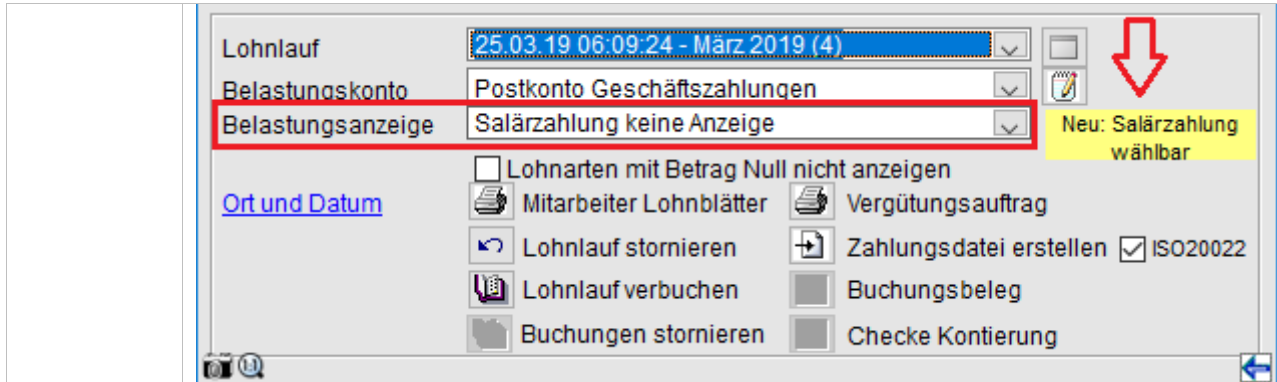 Lohnlauf 25.03.19 06:09:24 - März 2019 (4)
Belastungskonto Postkonto Geschäftszahlungen
Belastungsanzeige Salärzahlung keine Anzeige
Neu: Salärzahlung
wählbar
Lohnarten mit Betrag Null nicht anzeigen
Ort und Datum Mitarbeiter Lohnblätter Vergütungsauftrag
Lohnlauf stornieren Zahlungsdatei erstellen ISO20022
Lohnlauf verbuchen Buchungsbeleg
Buchungen stornieren Checke Kontierung
1:1